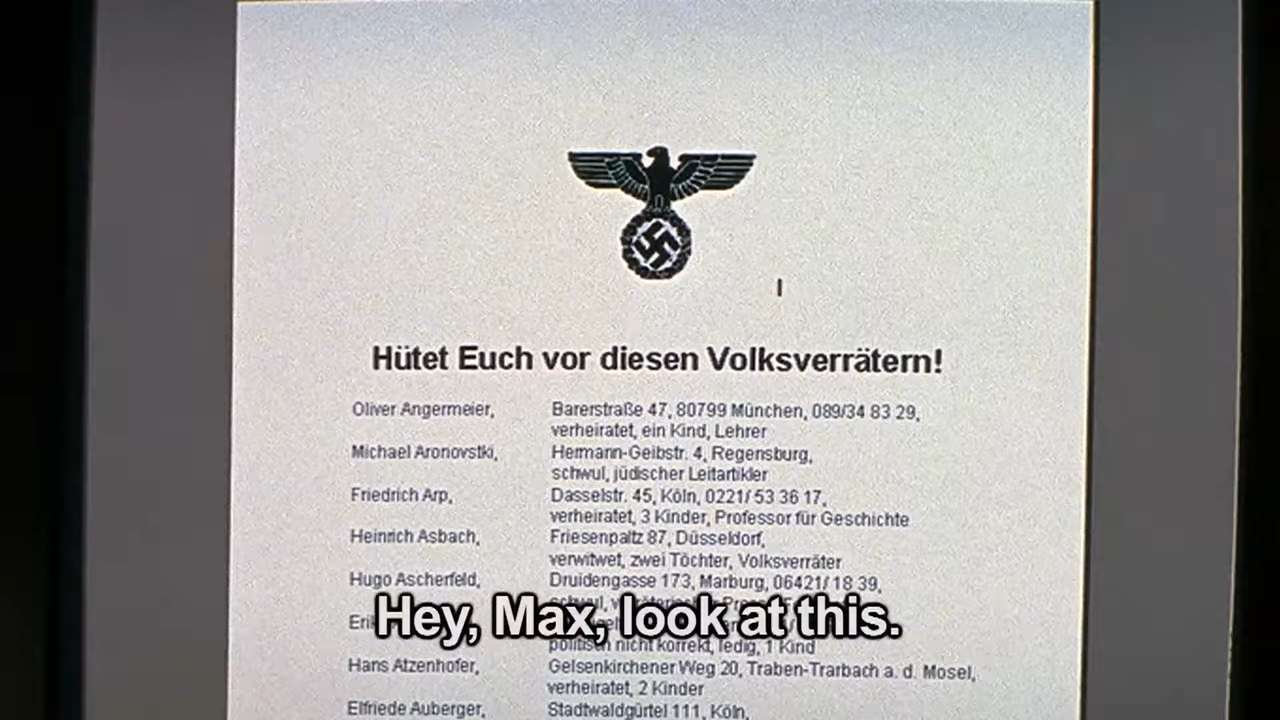 Hütet Euch vor diesen Volksverrätern!
Oliver Angermeier, Barerstraße 47, 80799 München, 089/34 83 29,
verheiratet, ein Kind, Lehrer
Michael Aronovstki, Hermann-Geibstr. 4, Regensburg,
schwul, jüdischer Leitartikler
Friedrich Arp, Dasselstr. 45, Köln, 0221/ 53 36 17,
verheiratet, 3 Kinder, Professor für Geschichte
Heinrich Asbach, Friesenpaltz 87, Düsseldorf,
verwitwet, zwei Töchter, Volksverräter
Hugo Ascherfeld, Druidengasse 173, Marburg, 06421/ 18 39,
Hey, Max, look at this.
politisch nicht korrekt, ledig, 1 Kind
Hans Atzenhofer, Gelsenkirchener Weg 20, Traben-Trarbach a. d. Mosel,
verheiratet, 2 Kinder
Elfriede Auberger, Stadtwaldgürtel 111, Köln,